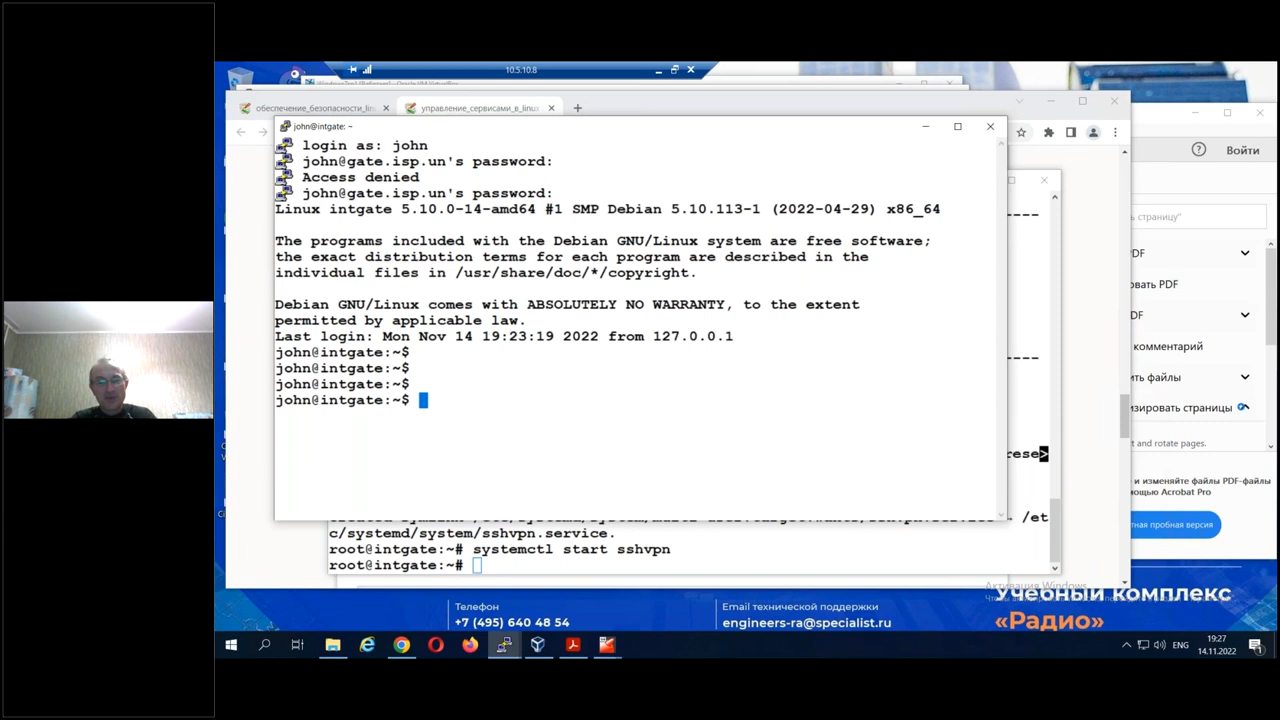 10.5.10.8
обеспечение_безопасности_linu
управление_сервисами_в_linux
john@intgate: ~
login as: john
john@gate.isp.un's password:
Access denied
john@gate.isp.un's password:
Linux intgate 5.10.0-14-amd64 #1 SMP Debian 5.10.113-1 (2022-04-29) x86_64
The programs included with the Debian GNU/Linux system are free software;
the exact distribution terms for each program are described in the
individual files in /usr/share/doc/*/copyright.
Debian GNU/Linux comes with ABSOLUTELY NO WARRANTY, to the extent
permitted by applicable law.
Last login: Mon Nov 14 19:23:19 2022 from 127.0.0.1
john@intgate:~$
john@intgate:~$
john@intgate:~$
john@intgate:~$
----
----
rese>
→ /et
c/systemd/system/sshvpn.service.
root@intgate:~# systemctl start sshvpn
root@intgate:~#
Войти
страницу"
PDF
овать PDF
DF
комментарий
ить файлы
изировать страницы
and rotate pages.
и изменяйте файлы PDF-файлы
мощью Acrobat Pro
тная пробная версия
Активация Windows
Учебный комплекс
«Радио»
Телефон
+7 (495) 640 48 54
Email технической поддержки
engineers-ra@specialist.ru
ENG
19:27
14.11.2022